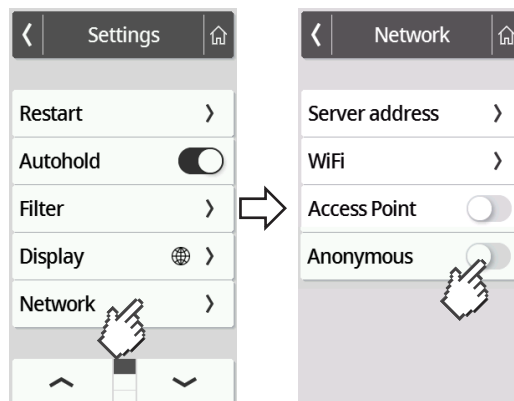 Settings
Restart
Autohold
Filter
Display
Network
Network
Server address
WiFi
Access Point
Anonymous